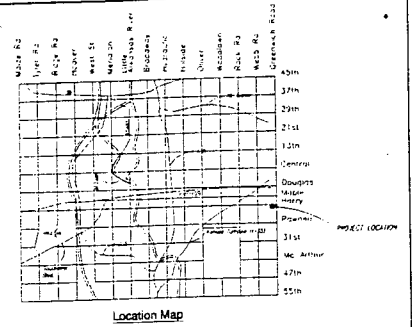 Maize Rd
Tyler Rd
Ridge Rd
Hoover
West St
Meridian
Little
Arkansas River
Broadway
Hydraulic
Hillside
Oliver
Woodlawn
Rock Rd
Webb Rd
Greenwich Road
45th
37th
29th
21st
13th
Central
Douglas
Maple
Harry
Pawnee
31st
Mc Arthur
47th
55th
PROJECT LOCATION
Location Map